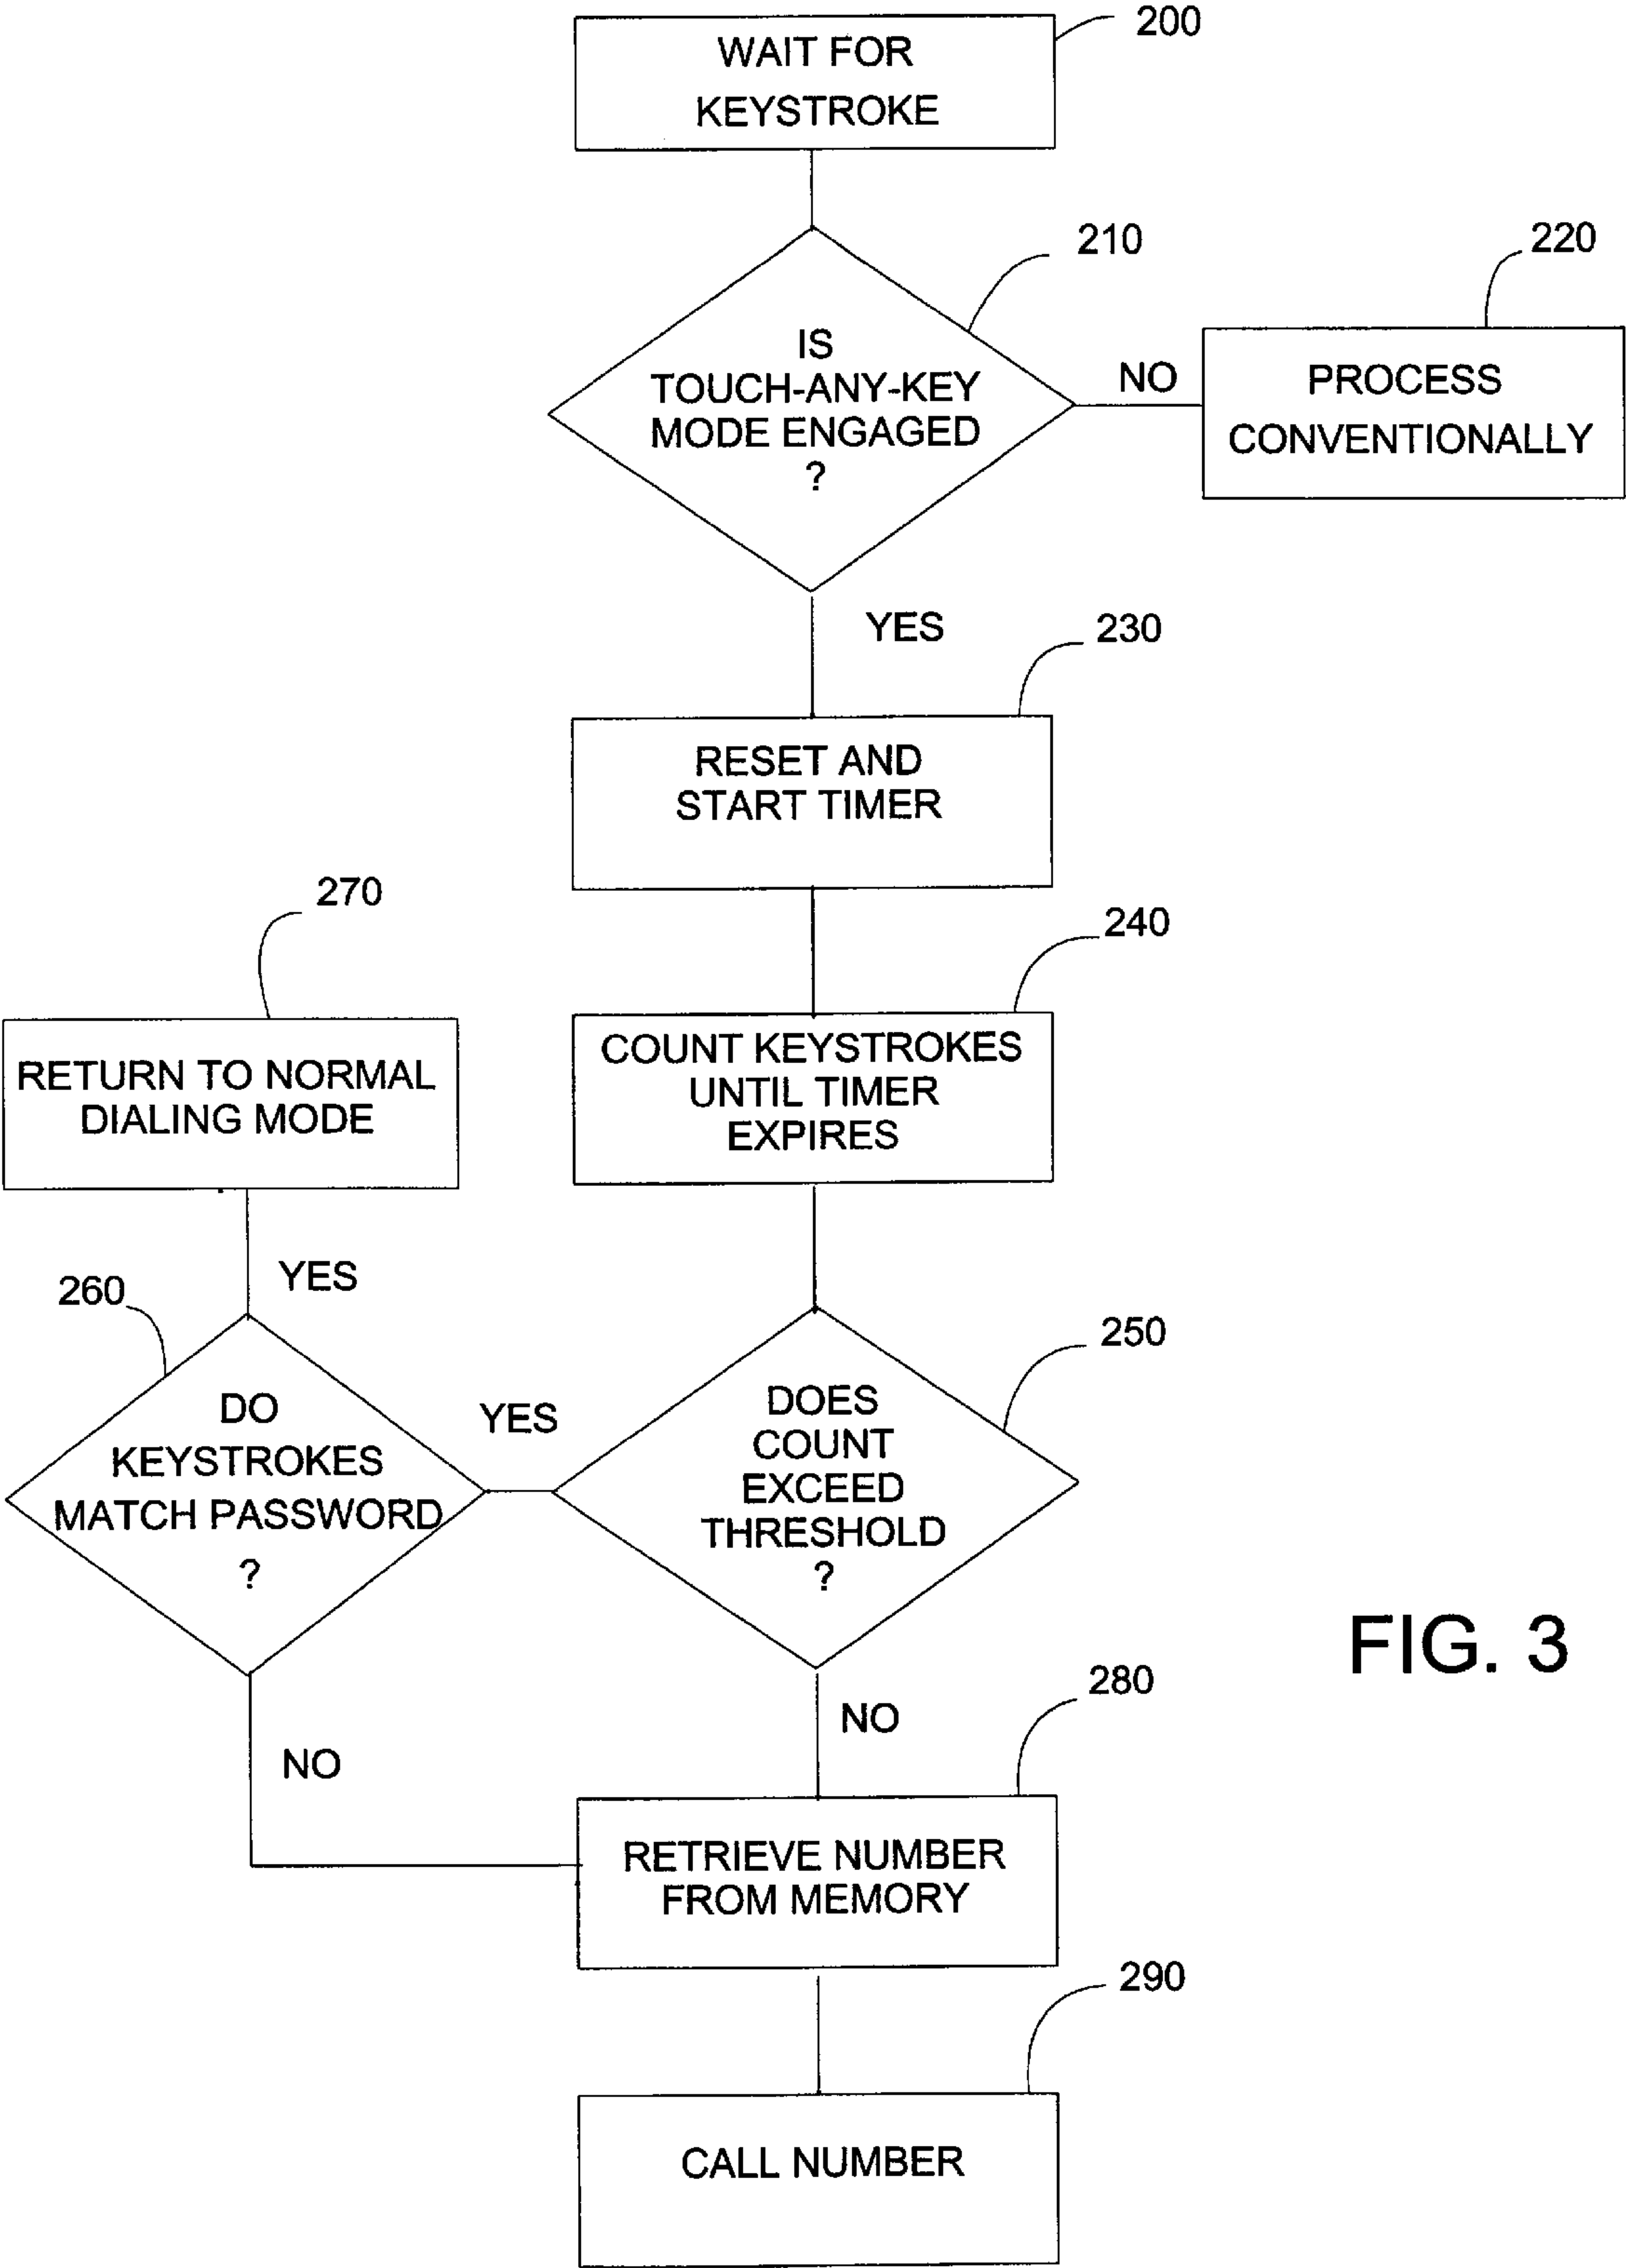 200
WAIT FOR
KEYSTROKE
210
220
IS
TOUCH-ANY-KEY
MODE ENGAGED
?
NO
PROCESS
CONVENTIONALLY
YES
230
RESET AND
START TIMER
270
240
RETURN TO NORMAL
DIALING MODE
COUNT KEYSTROKES
UNTIL TIMER
EXPIRES
YES
260
250
DO
KEYSTROKES
MATCH PASSWORD
?
YES
DOES
COUNT
EXCEED
THRESHOLD
?
FIG. 3
280
NO
NO
RETRIEVE NUMBER
FROM MEMORY
290
CALL NUMBER